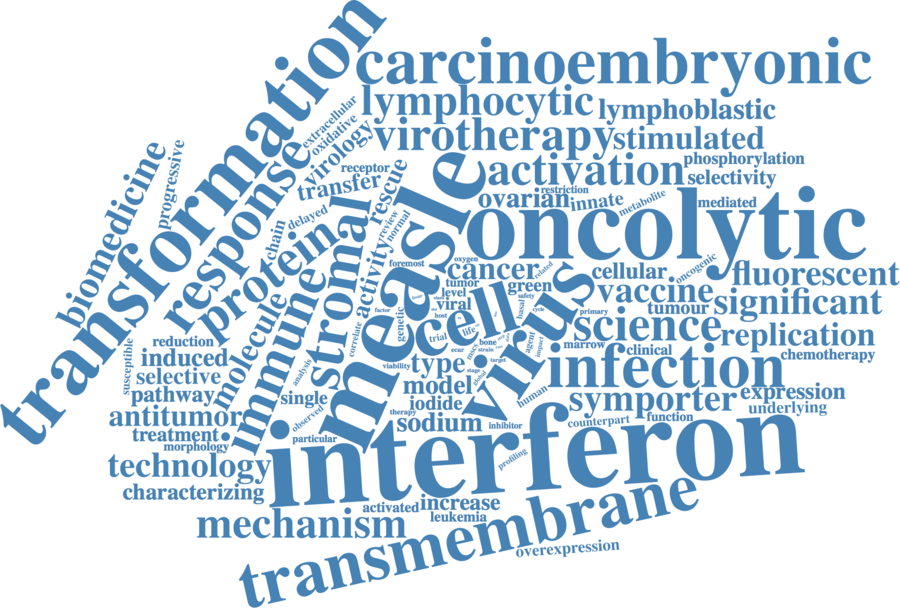 carcinoembryonic
transformation
lymphocytic
lymphoblastic
extracellular
oxidative
virology
virotherapy
stimulated
biomedicine
progressive
response
receptor
transfer
rescue
activation
phosphorylation
selectivity
restriction
ovarian
innate
metabolite
mediated
delayed
chain
protein
stromal
review
normal
activity
measle
oncolytic
foremost
oxygen
cancer
related
cellular
oncogenic
fluorescent
tumor
level
green
vaccine
significant
tumour
viral
safety
cell
virus
host
factor
genetic
cycle
primary
basal
science
replication
trial
life
molecule
immune
correlate
reduction
induced
susceptible
selective
pathway
analysis
single
observed
viability
type
model
iodide
scar
bone
strain
target
stage
global
agent
impact
marrow
clinical
chemotherapy
infection
human
symporter
expression
underlying
antitumor
treatment
morphology
particular
therapy
sodium
inhibitor
counterpart
function
technology
characterizing
interferon
profiling
mechanism
activated
increase
leukemia
transmembrane
overexpression